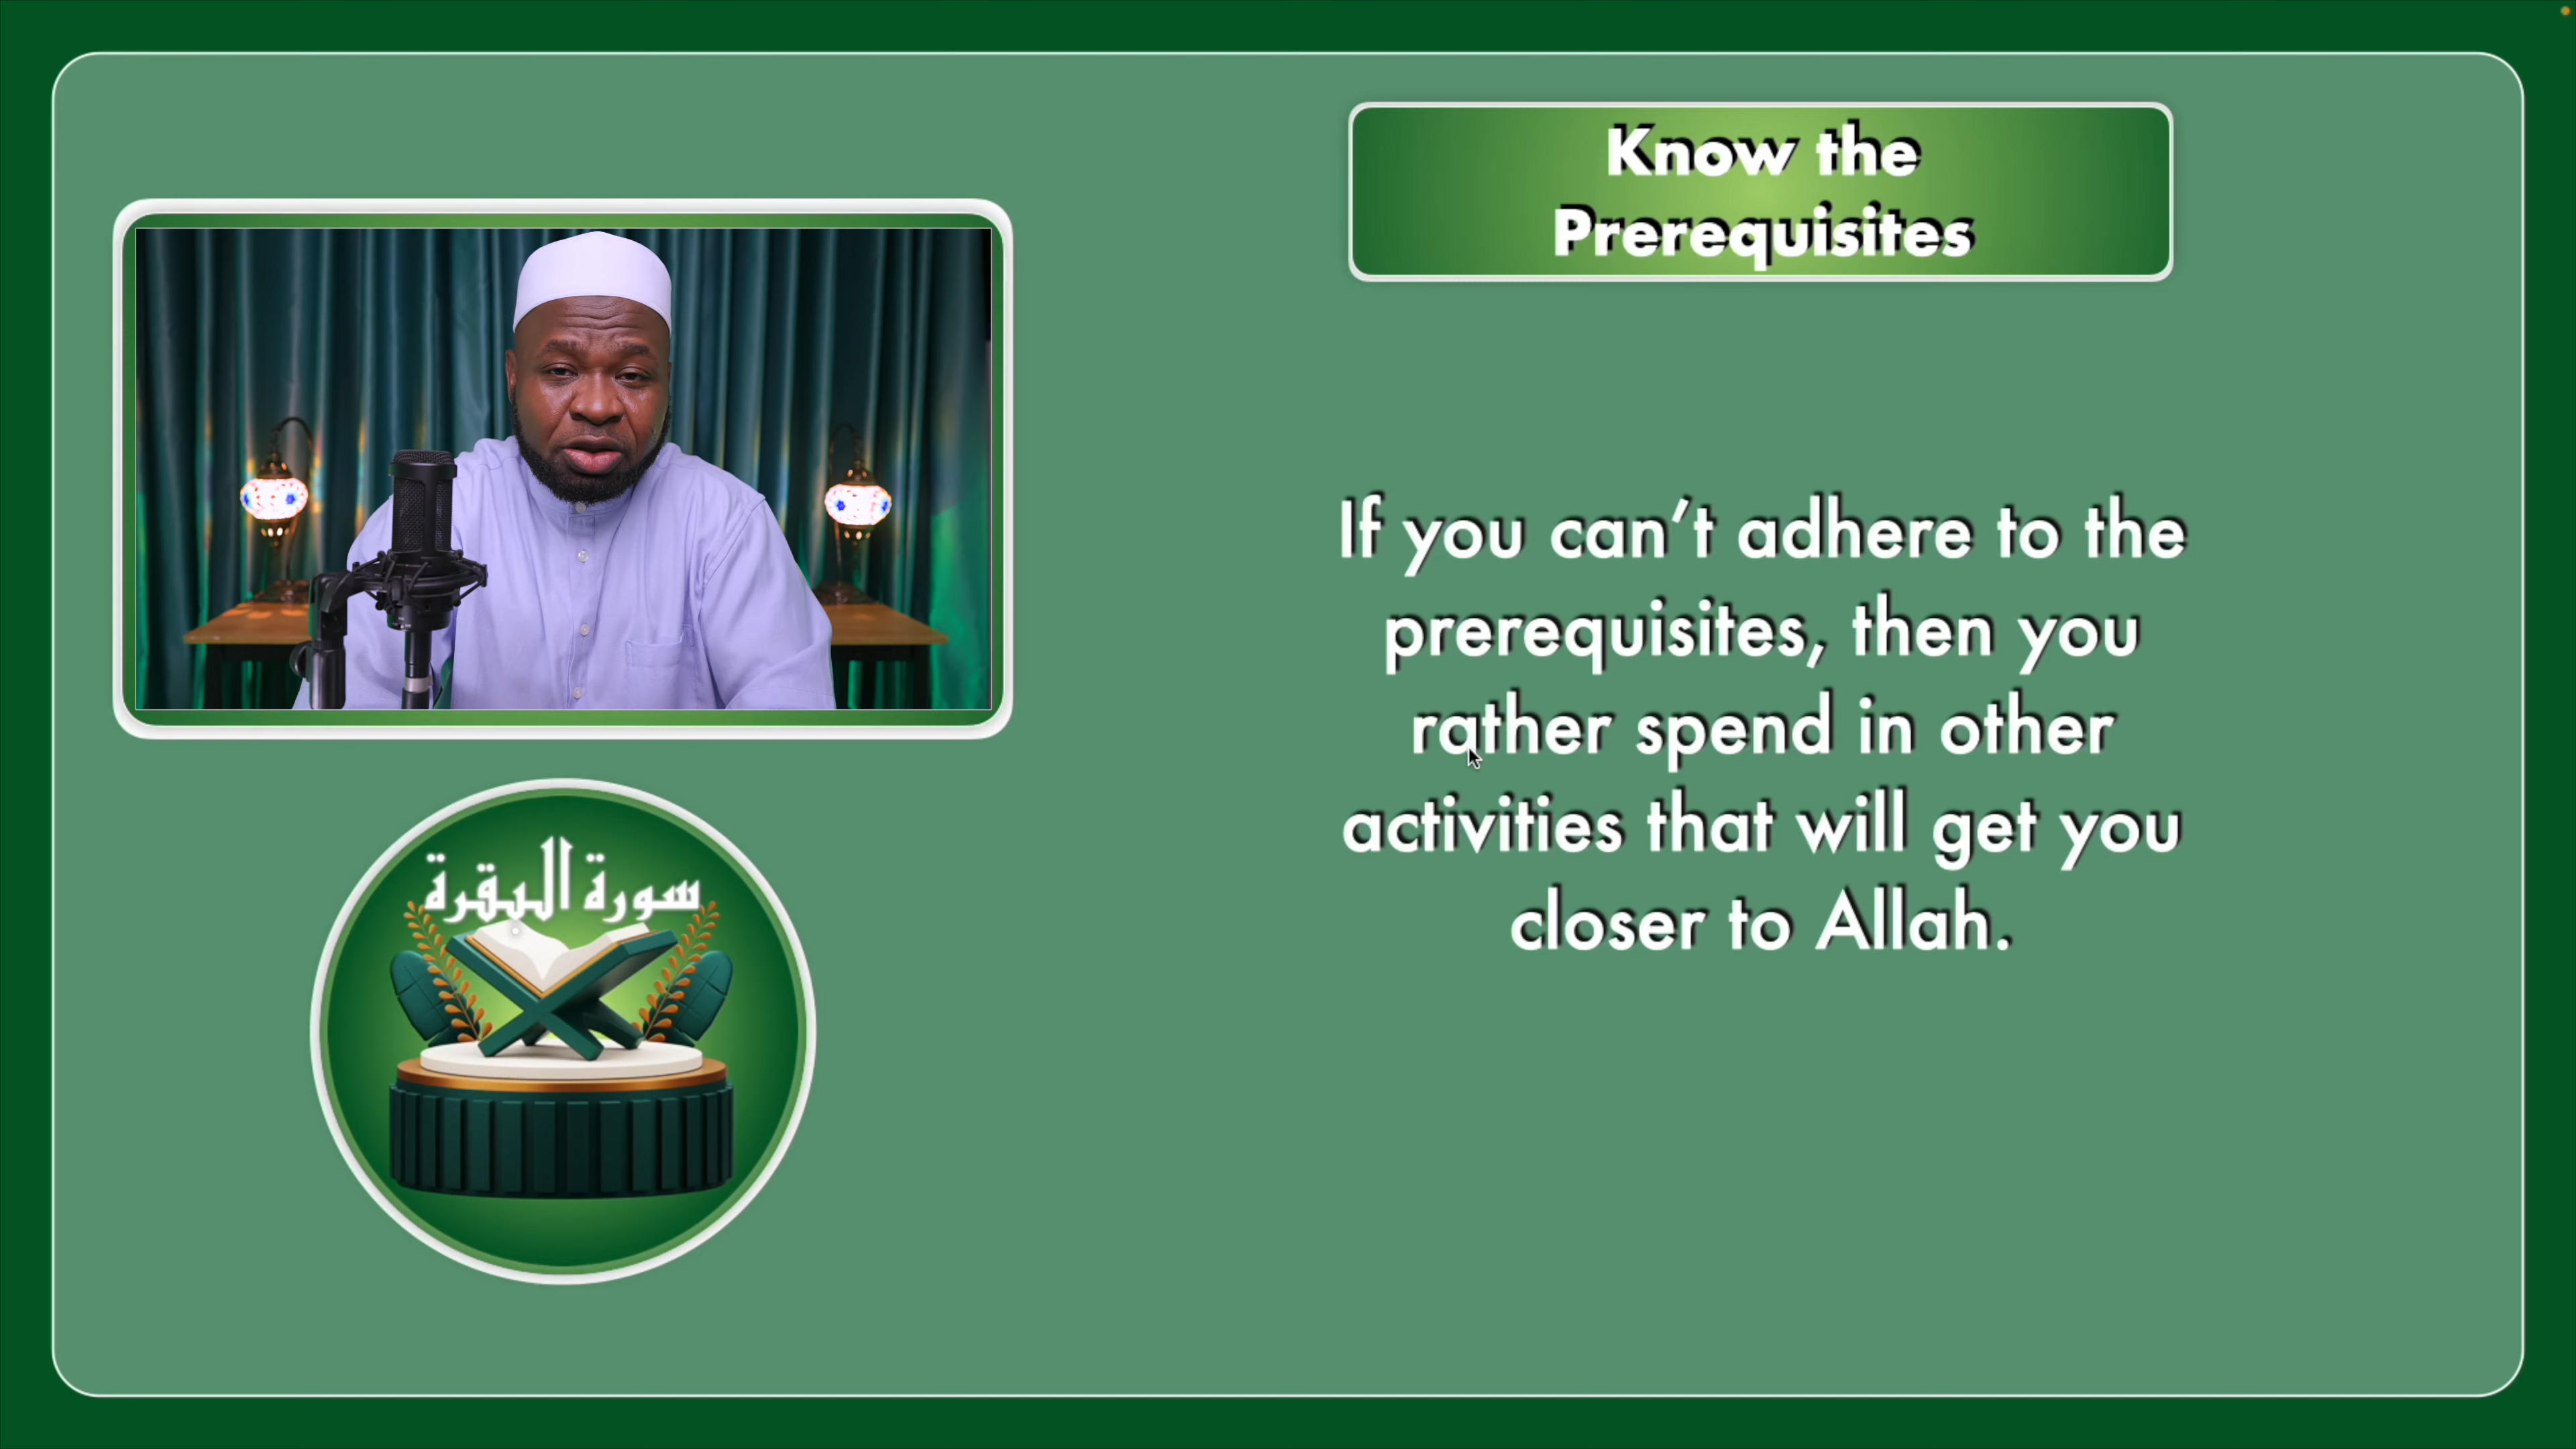 Know the
Prerequisites
If you can’t adhere to the
prerequisites, then you
rather spend in other
activities that will get you
closer to Allah.
سورة البقرة